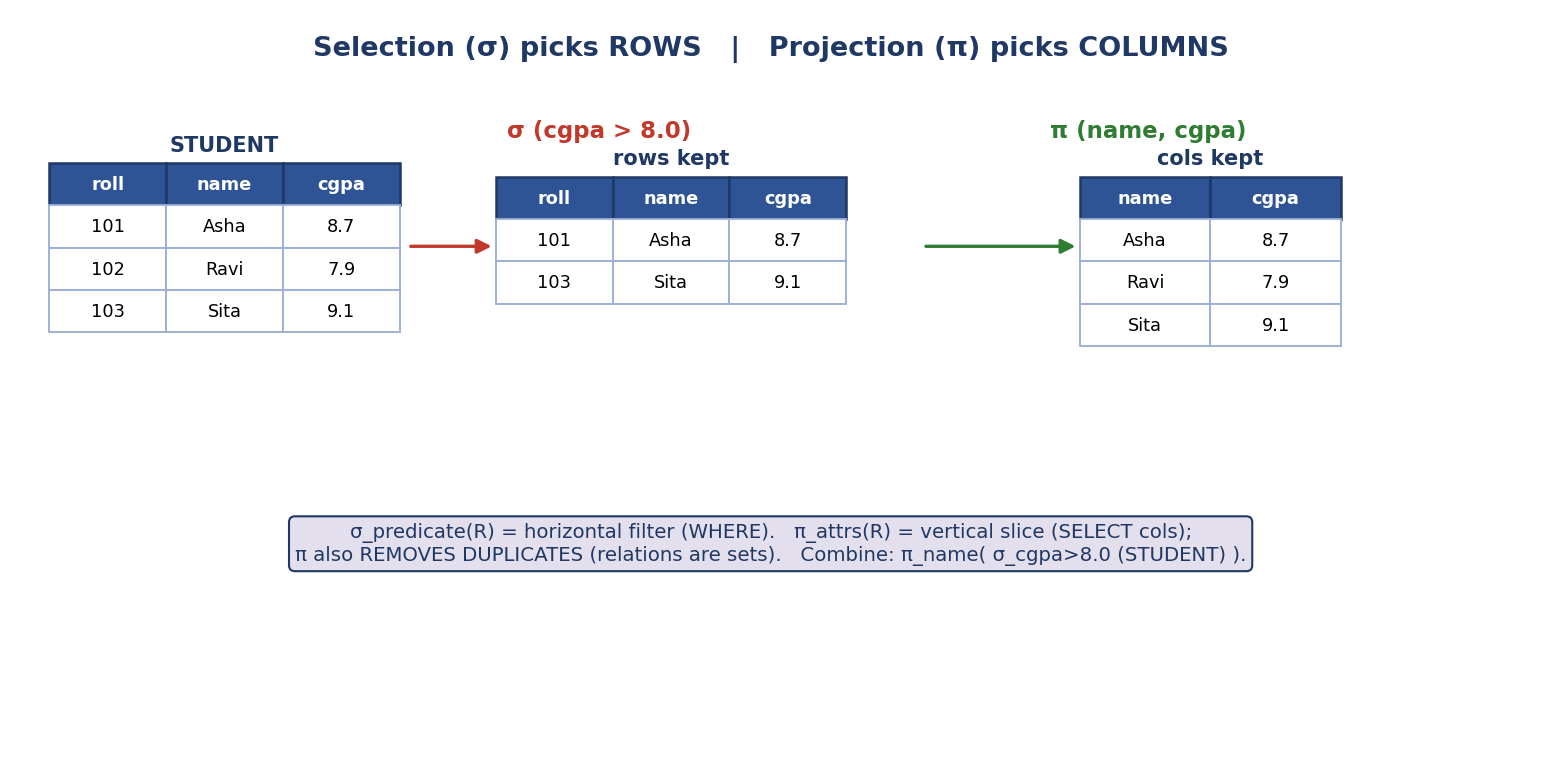 Selection (σ) picks ROWS | Projection (π) picks COLUMNS
STUDENT
roll name cgpa
101 Asha 8.7
102 Ravi 7.9
103 Sita 9.1
σ (cgpa > 8.0)
rows kept
roll name cgpa
101 Asha 8.7
103 Sita 9.1
π (name, cgpa)
cols kept
name cgpa
Asha 8.7
Ravi 7.9
Sita 9.1
σ_predicate(R) = horizontal filter (WHERE). π_attrs(R) = vertical slice (SELECT cols);
π also REMOVES DUPLICATES (relations are sets). Combine: π_name( σ_cgpa>8.0 (STUDENT) ).